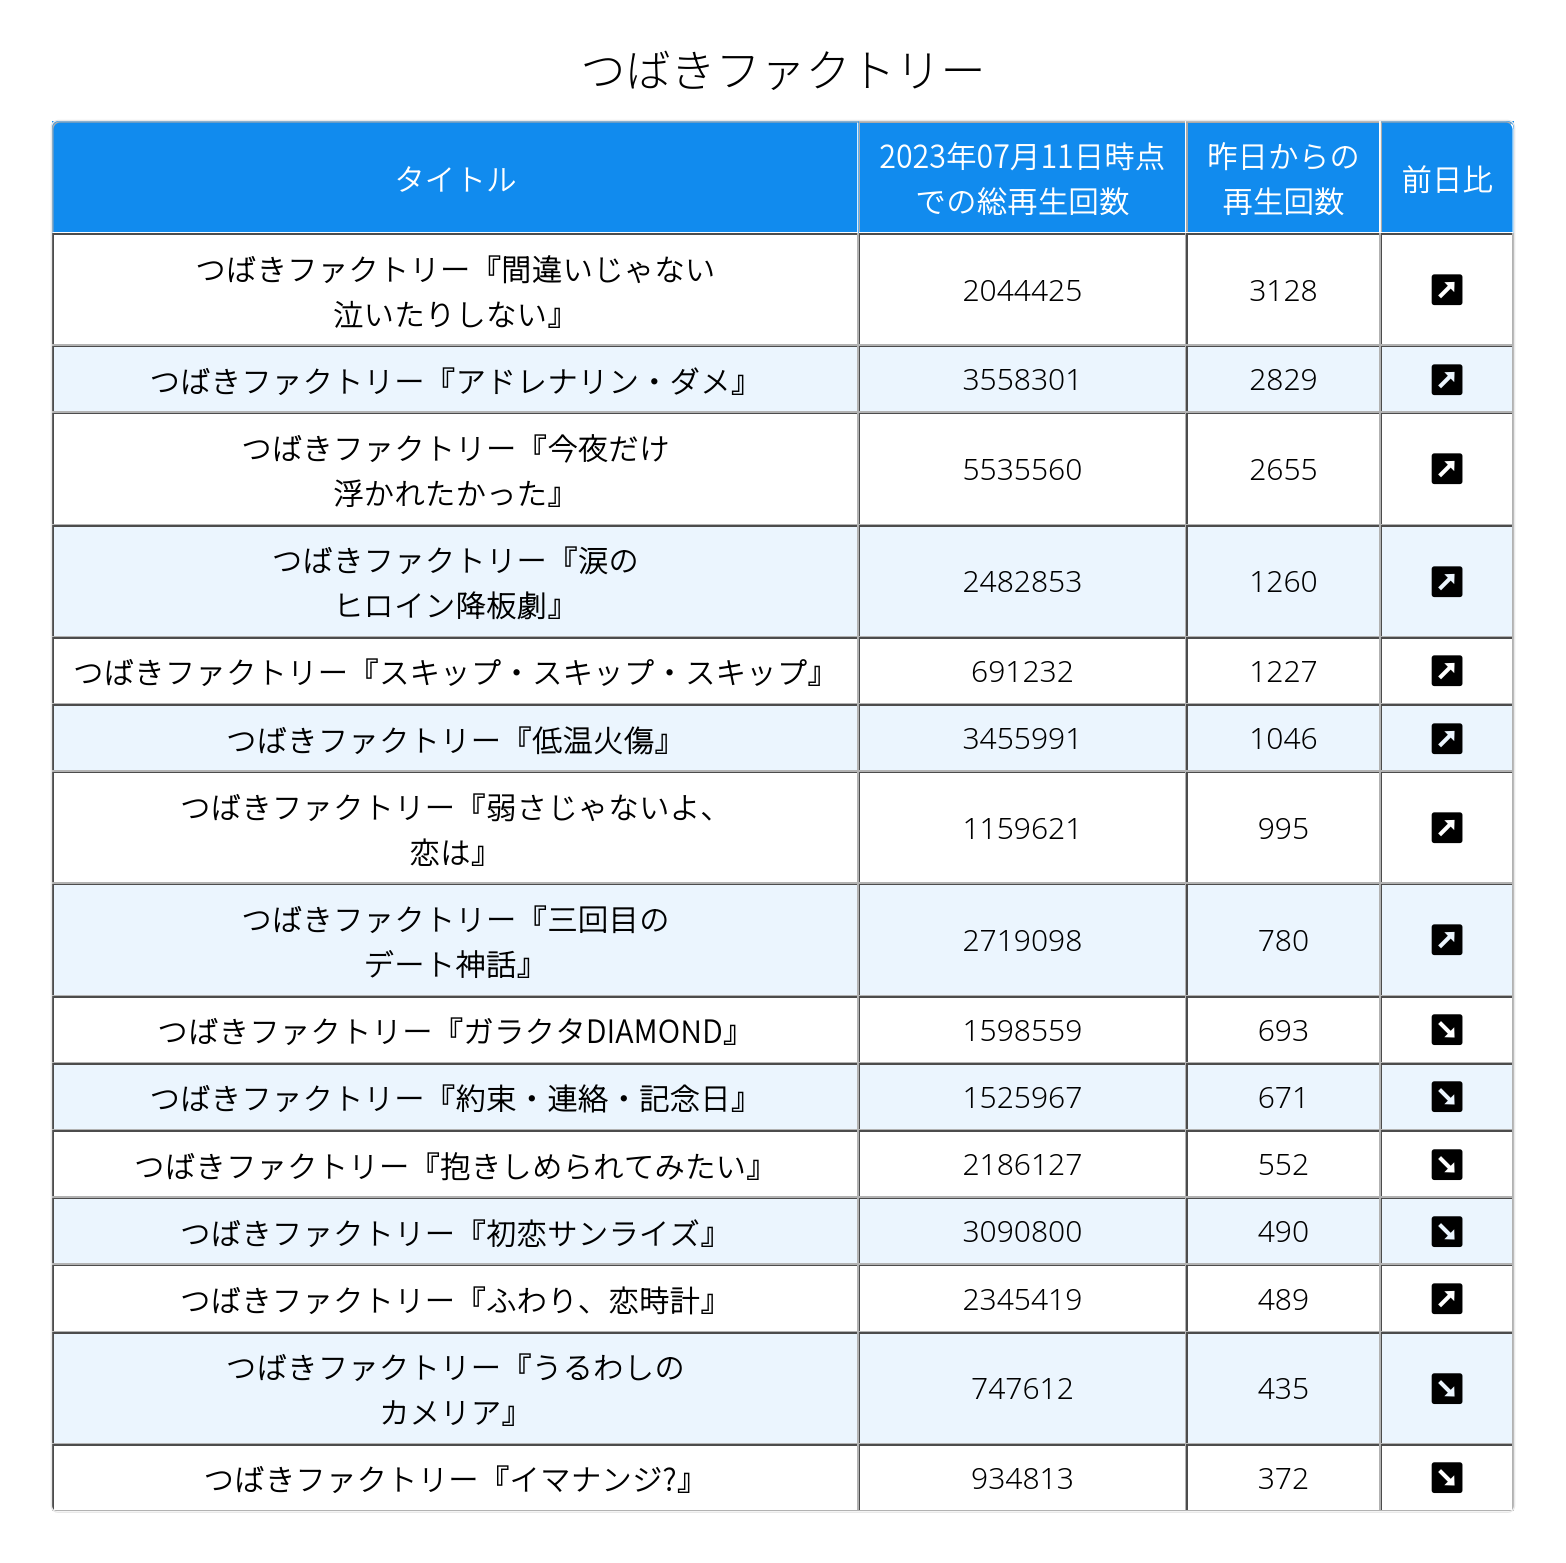 つばきファクトリー
タイトル
2023年07月11日時点
での総再生回数
昨日からの
再生回数
前日比
つばきファクトリー『間違いじゃない
泣いたりしない』
2044425
3128
つばきファクトリー『アドレナリン・ダメ』
3558301
2829
つばきファクトリー『今夜だけ
浮かれたかった』
5535560
2655
つばきファクトリー『涙の
ヒロイン降板劇』
2482853
1260
つばきファクトリー『スキップ・スキップ・スキップ』
691232
1227
つばきファクトリー『低温火傷』
3455991
1046
つばきファクトリー『弱さじゃないよ、
恋は』
1159621
995
つばきファクトリー『三回目の
デート神話』
2719098
780
つばきファクトリー『ガラクタDIAMOND』
1598559
693
つばきファクトリー『約束・連絡・記念日』
1525967
671
つばきファクトリー『抱きしめられてみたい』
2186127
552
つばきファクトリー『初恋サンライズ』
3090800
490
つばきファクトリー『ふわり、恋時計』
2345419
489
つばきファクトリー『うるわしの
カメリア』
747612
435
つばきファクトリー『イマナンジ?』
934813
372